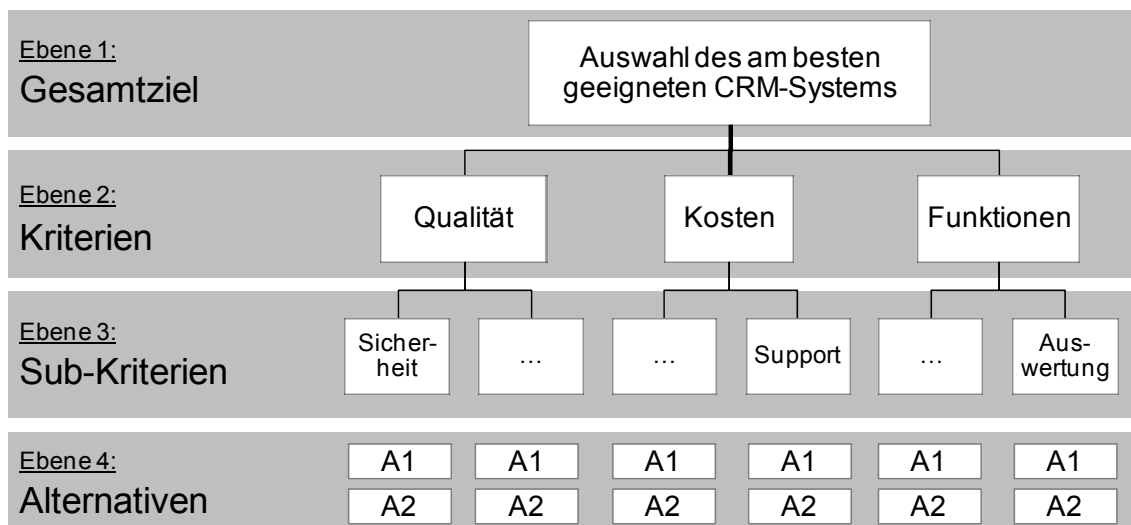 Ebene 1:
Gesamtziel
Auswahl des am besten
geeigneten CRM-Systems
Ebene 2:
Kriterien
Qualität
Kosten
Funktionen
Ebene 3:
Sub-Kriterien
Sicher-
heit
…
…
Support
…
Aus-
wertung
Ebene 4:
Alternativen
A1
A1
A1
A1
A1
A1
A2
A2
A2
A2
A2
A2